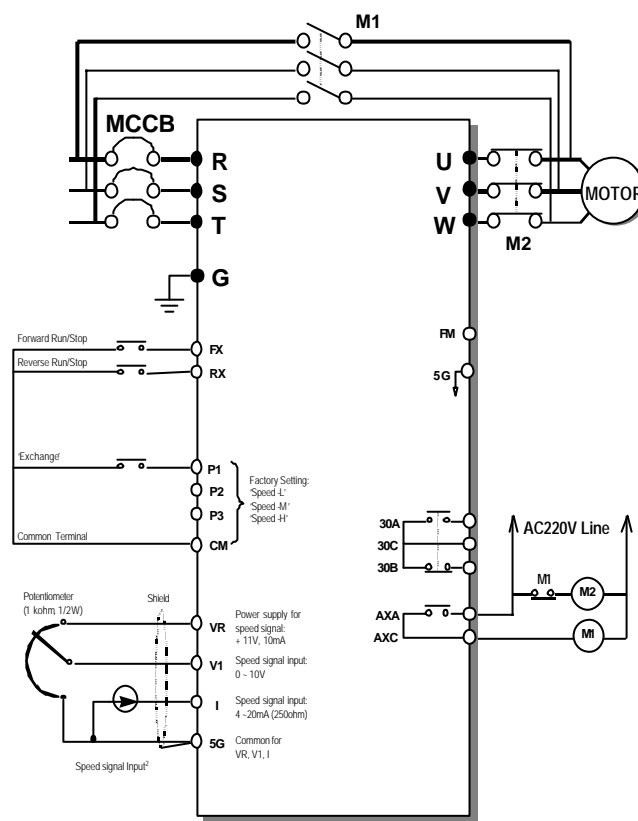 M1
MCCB
R
U
S
V
MOTOR
T
W
M2
G
FM
Forward Run/Stop
FX
Reverse Run/Stop
RX
5G
'Exchange'
P1
P2
P3
Common Terminal
CM
Factory Setting:
'Speed -L'
'Speed -M'
'Speed -H'
30A
30C
30B
AC220V Line
M1
M2
AXA
AXC
M1
Potentiometer
(1 kohm, 1/2W)
Shield
VR
Power supply for
speed signal:
+ 11V, 10mA
V1
Speed signal input:
0 ~ 10V
I
Speed signal input:
4 ~20mA (250ohm)
5G
Common for
VR, V1, I
Speed signal Input²